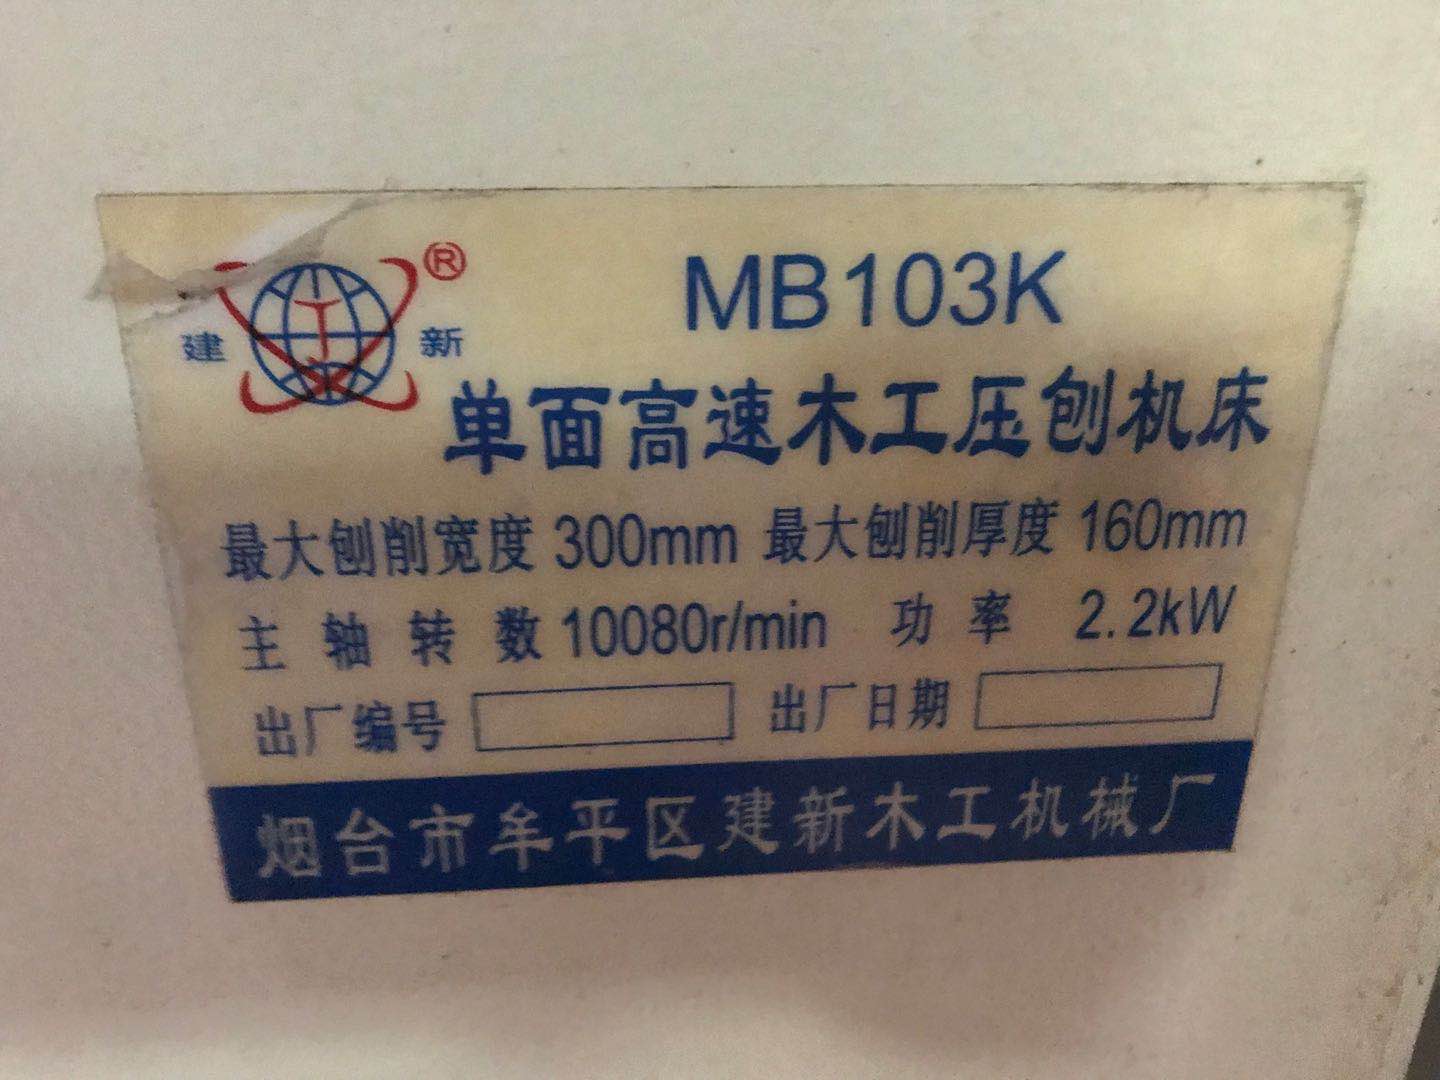 建 新 ®
MB103K
单面高速木工压刨机床
最大刨削宽度 300mm 最大刨削厚度 160mm
主轴转数 10080r/min 功率 2.2kW
出厂编号 出厂日期
烟台市牟平区建新木工机械厂